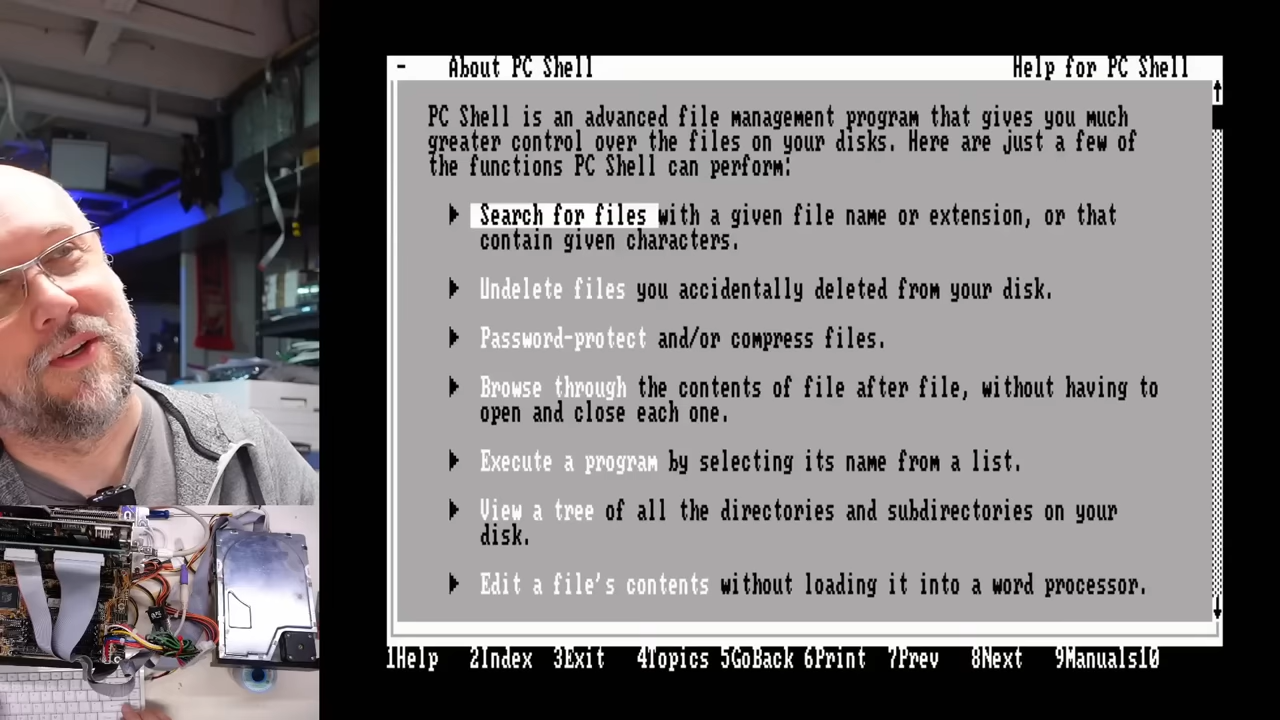 - About PC Shell Help for PC Shell
PC Shell is an advanced file management program that gives you much
greater control over the files on your disks. Here are just a few of
the functions PC Shell can perform:
Search for files with a given file name or extension, or that
contain given characters.
Undelete files you accidentally deleted from your disk.
Password-protect and/or compress files.
Browse through the contents of file after file, without having to
open and close each one.
Execute a program by selecting its name from a list.
View a tree of all the directories and subdirectories on your
disk.
Edit a file's contents without loading it into a word processor.
1Help 2Index 3Exit 4Topics 5GoBack 6Print 7Prev 8Next 9Manuals10